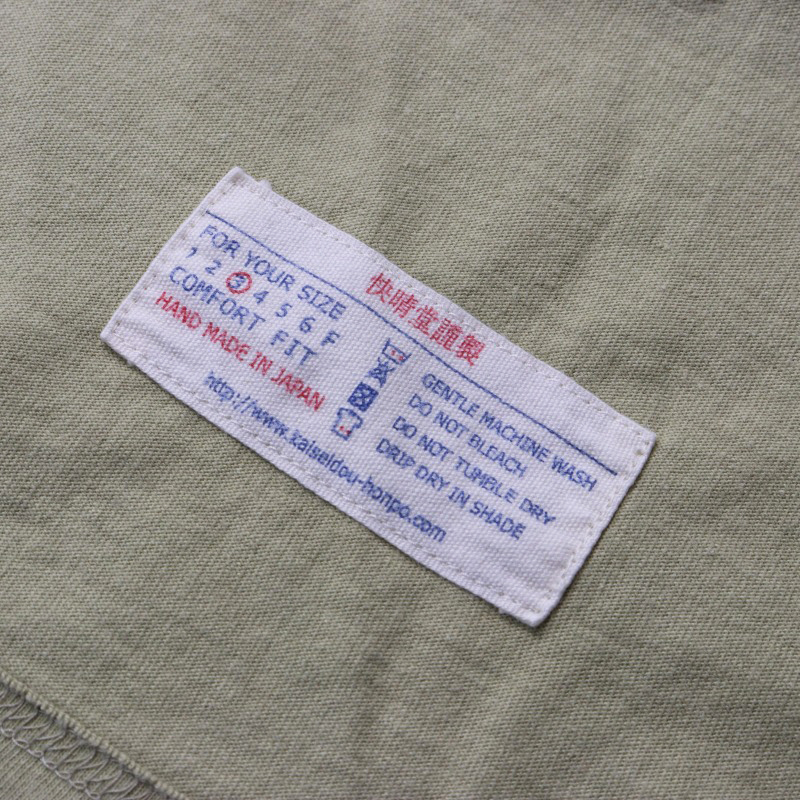 快晴堂謹製
FOR YOUR SIZE
, 2 3 4 5 6 F
COMFORT FIT
HAND MADE IN JAPAN
GENTLE MACHINE WASH
DO NOT BLEACH
DO NOT TUMBLE DRY
DRIP DRY IN SHADE
http://www.kaiseidou-honpo.com